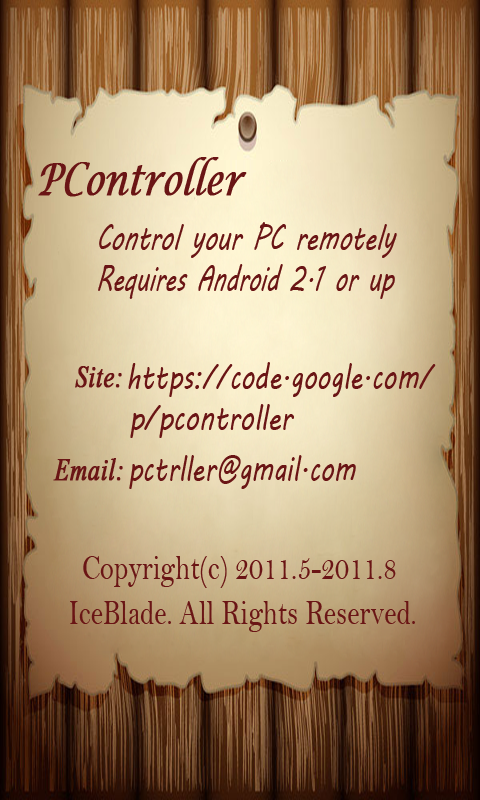 PController
Control your PC remotely
Requires Android 2.1 or up
Site: https://code.google.com/
p/pcontroller
Email: pctrller@gmail.com
Copyright(c) 2011.5-2011.8
IceBlade. All Rights Reserved.